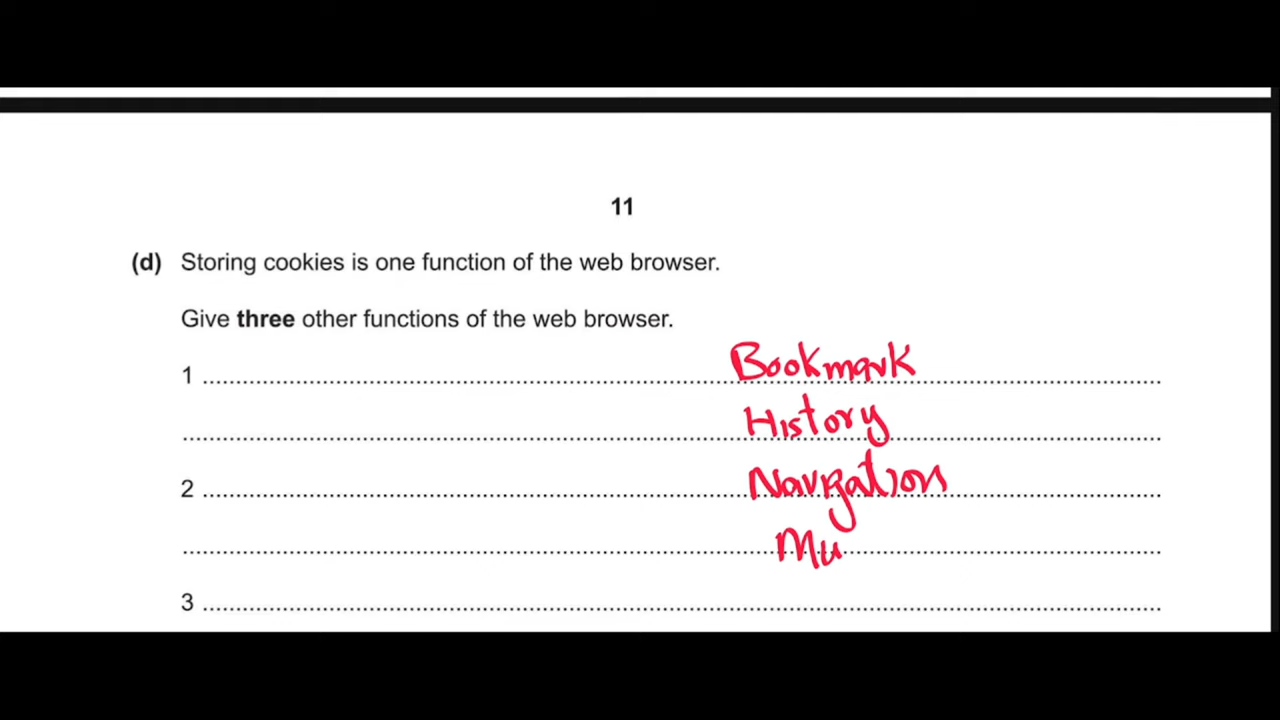 11
(d) Storing cookies is one function of the web browser.
Give three other functions of the web browser.
1 ........................................ Bookmark
History
2 ........................................ Navigation
Mu
3 ........................................